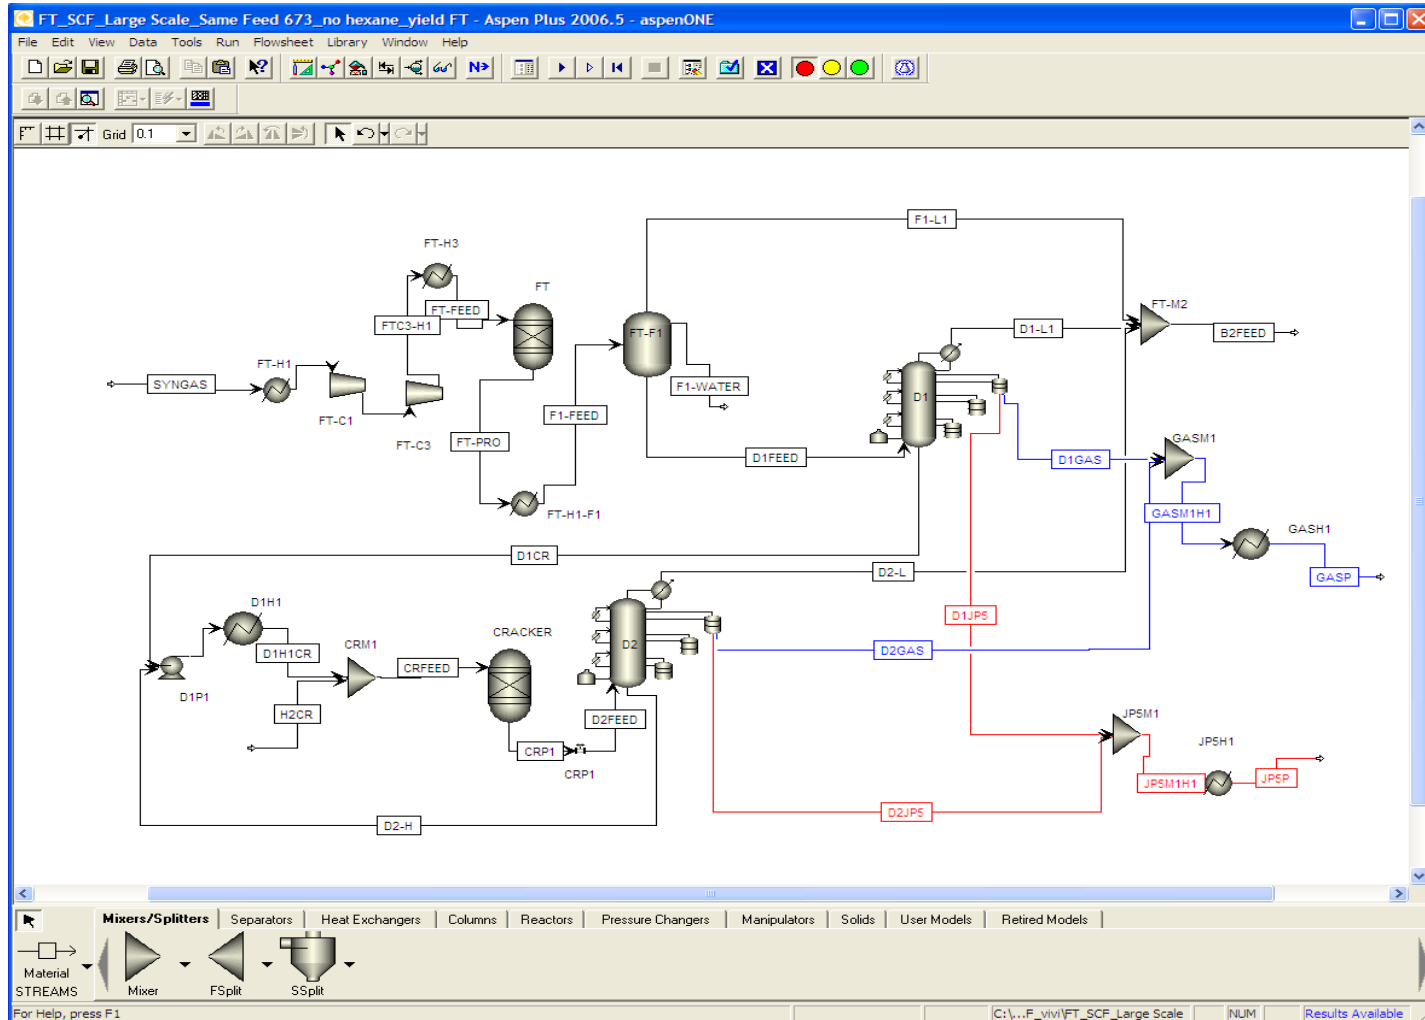 FT_SCF_Large Scale_Same Feed 673_no hexane_yield FT - Aspen Plus 2006.5 - aspenONE
File Edit View Data Tools Run Flowsheet Library Window Help
N>
Grid 0.1
F1-L1
FT-H3
FT
FT-M2
FT-FEED
FTC3-H1
FT-F1
D1-L1
B2FEED
FT-H1
SYNGAS
F1-WATER
D1
FT-C1
F1-FEED
FT-C3
FT-PRO
GASM1
D1FEED
D1GAS
FT-H1-F1
GASM1H1
GASH1
D1CR
D2-L
GASP
D1H1
D1JP5
CRACKER
D2
D1H1CR
CRM1
D2GAS
CRFEED
D1P1
H2CR
D2FEED
JP5M1
JP5H1
CRP1
CRP1
JP5M1H1
JP5P
D2JP5
D2-H
Mixers/Splitters Separators Heat Exchangers Columns Reactors Pressure Changers Manipulators Solids User Models Retired Models
Material
STREAMS
Mixer FSplit SSplit
For Help, press F1 C:\...F_vivi\FT_SCF_Large Scale NUM Results Available